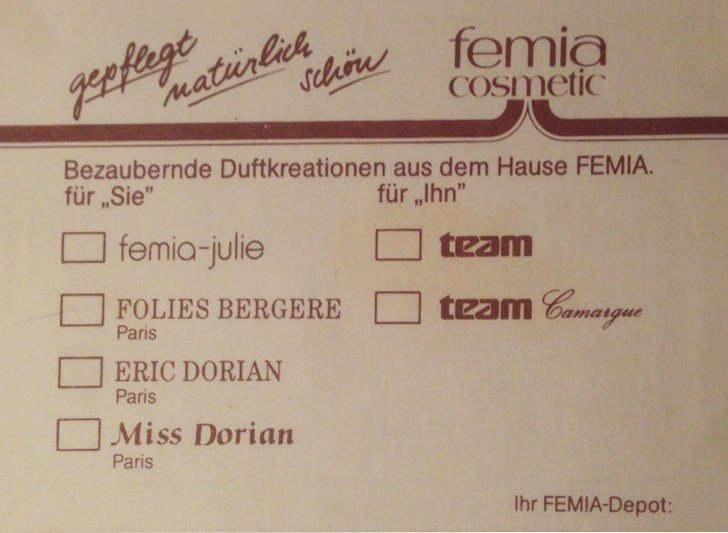 gepflegt natürlich schön
femia
cosmetic
Bezaubernde Duftkreationen aus dem Hause FEMIA.
für „Sie” für „Ihn”
femia-julie team
FOLIES BERGERE team Camargue
Paris
ERIC DORIAN
Paris
Miss Dorian
Paris
Ihr FEMIA-Depot: